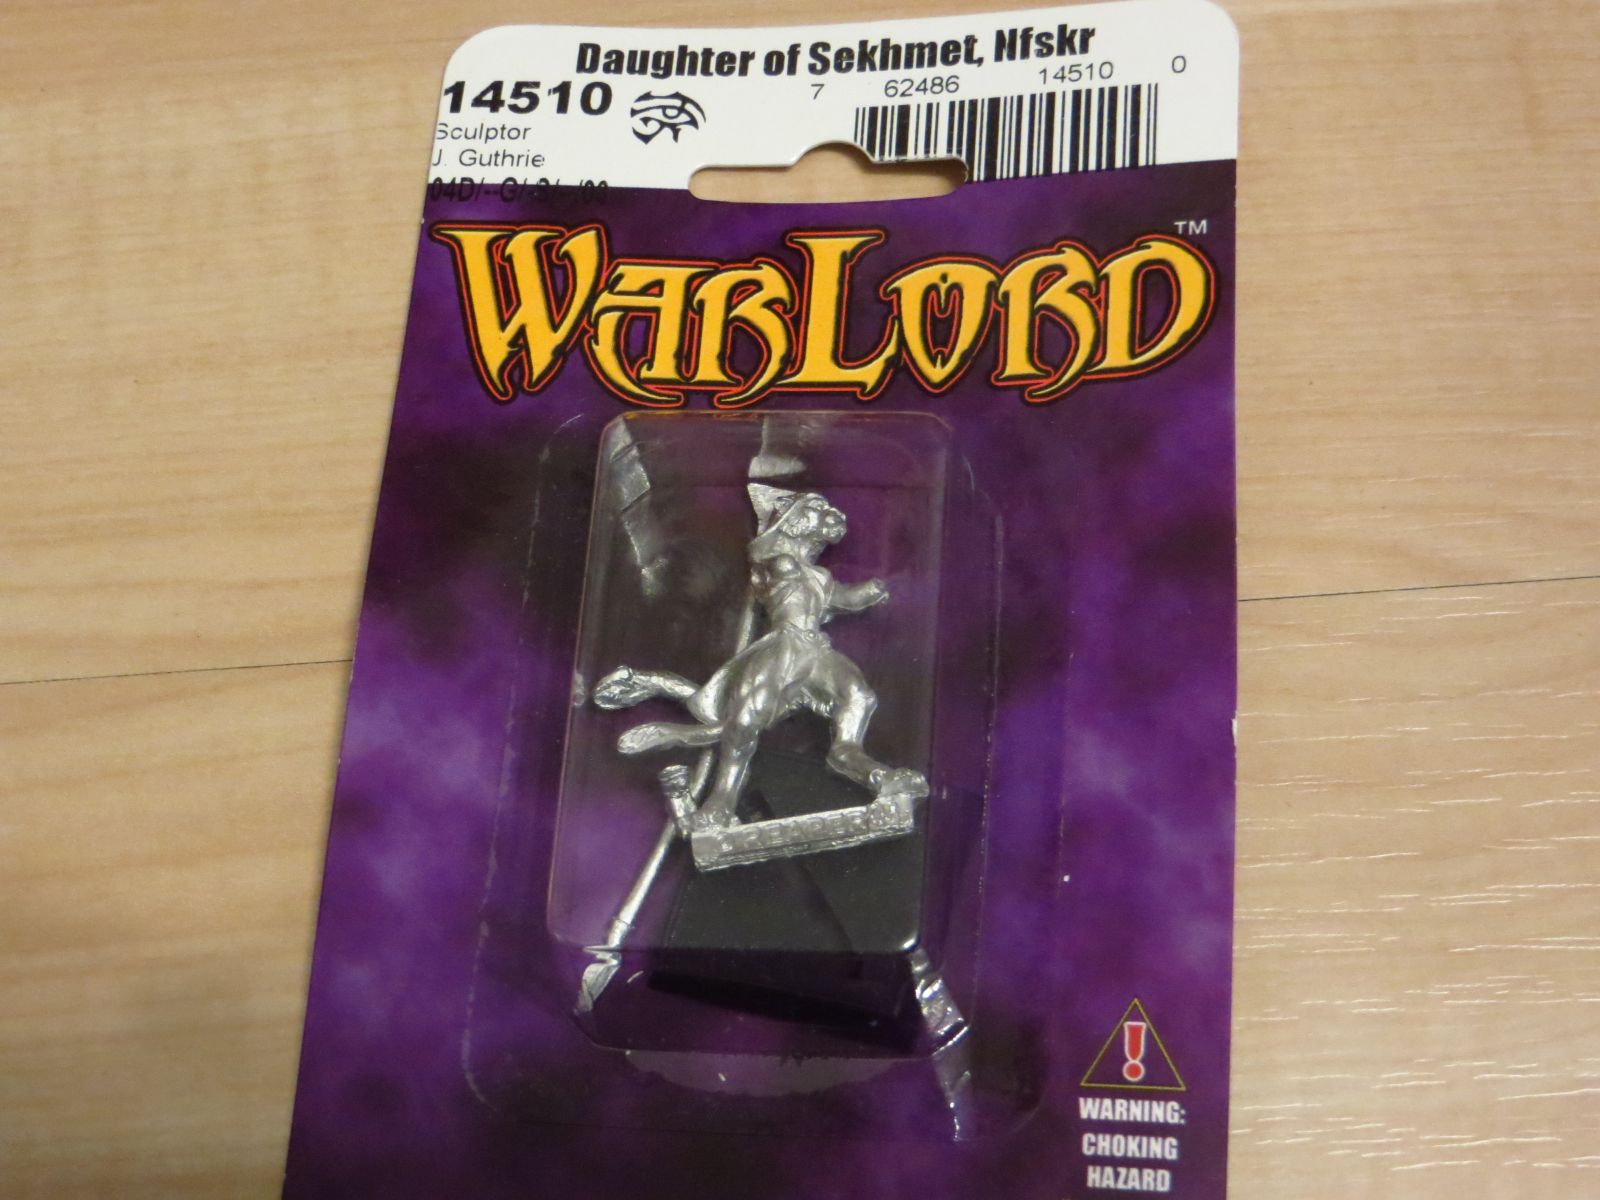 Daughter of Sekhmet, Nfskr
14510
7 62486 14510 0
Sculptor
J. Guthrie
WARLORD™
REAPER
WARNING:
CHOKING
HAZARD